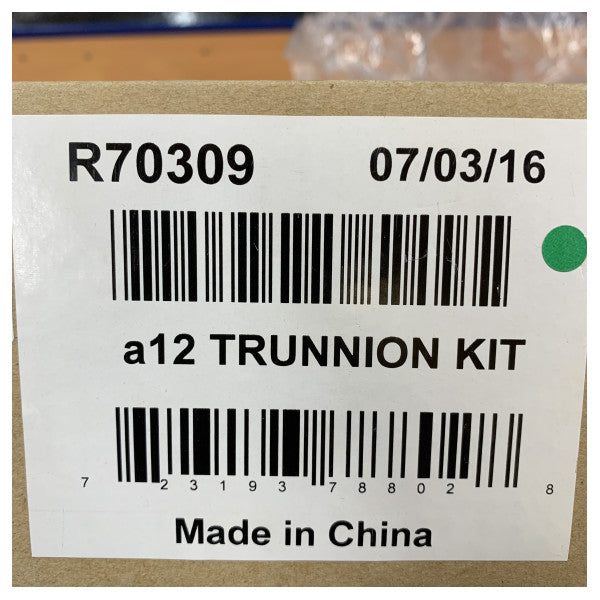 R70309 07/03/16
a12 TRUNNION KIT
7 23193 78802 8
Made in China